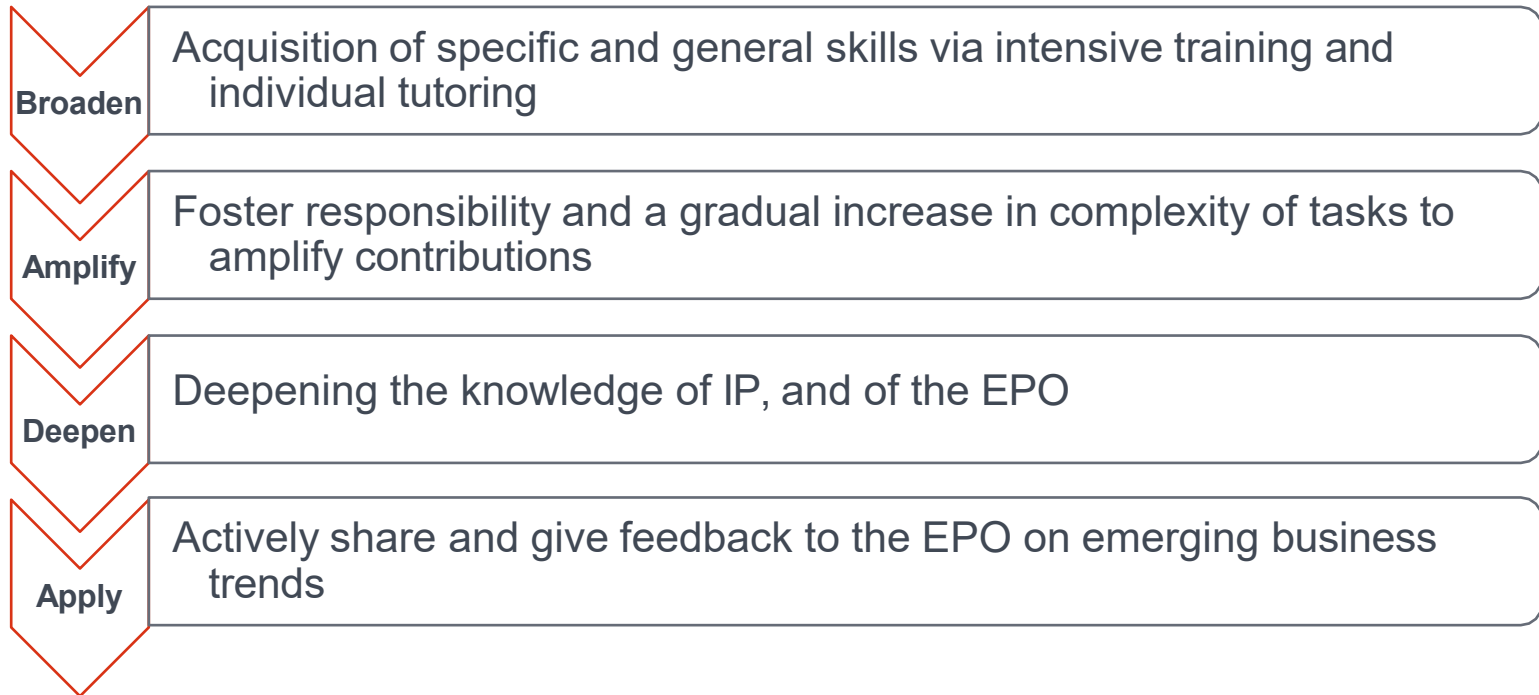 Broaden
Acquisition of specific and general skills via intensive training and
individual tutoring
Amplify
Foster responsibility and a gradual increase in complexity of tasks to
amplify contributions
Deepen
Deepening the knowledge of IP, and of the EPO
Apply
Actively share and give feedback to the EPO on emerging business
trends